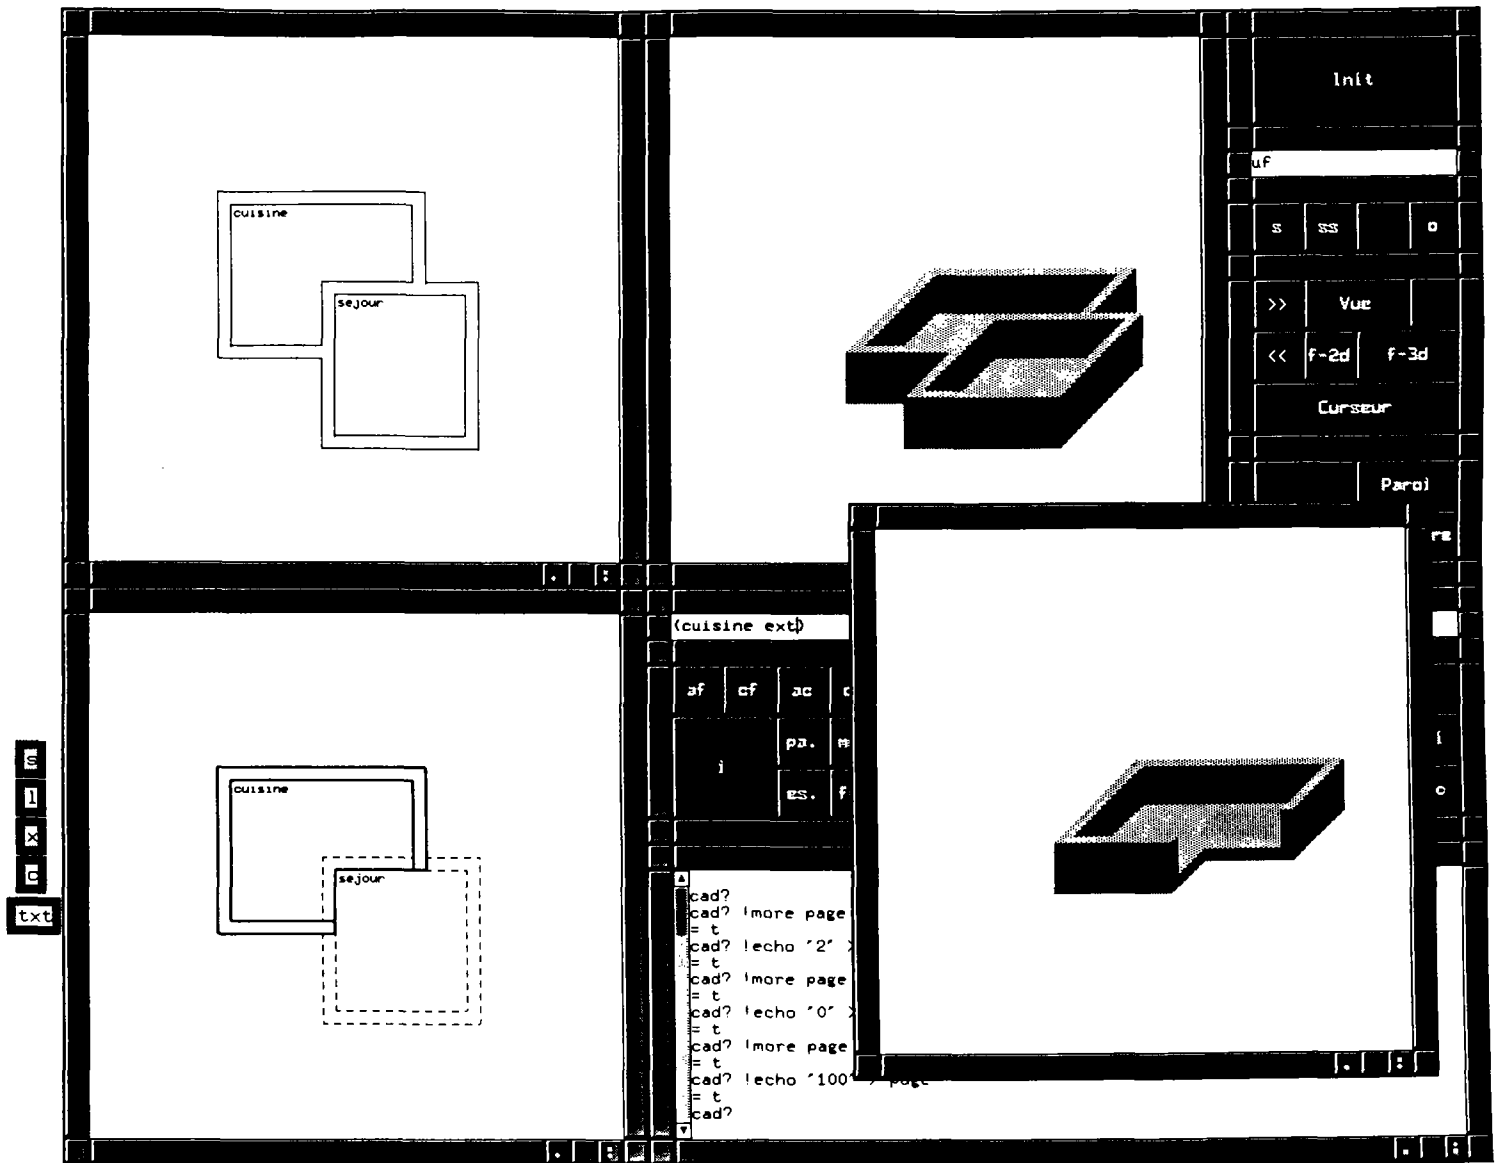 cuisine
sejour
Init
uf
s ss o
>> Vue
<< f-2d f-3d
Curseur
Paroi
re
cuisine
sejour
s
l
x
c
txt
(cuisine ext)
af cf ac
i pa. m
es. f
i
c
cad?
cad? !more page
= t
cad? !echo "2" >
= t
cad? !more page
= t
cad? !echo "0" >
= t
cad? !more page
= t
cad? !echo "100" > page
= t
cad?